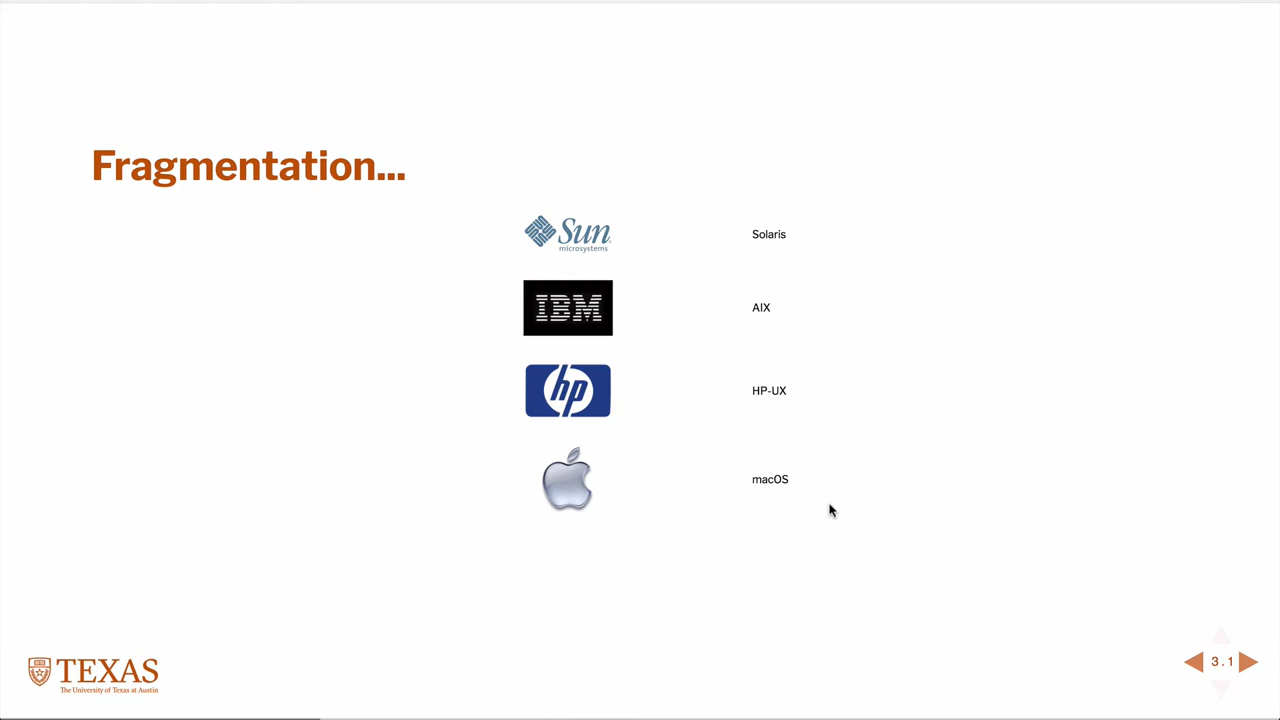 Fragmentation...
Sun
microsystems
Solaris
IBM
AIX
hp
HP-UX
macOS
TEXAS
The University of Texas at Austin
3.1